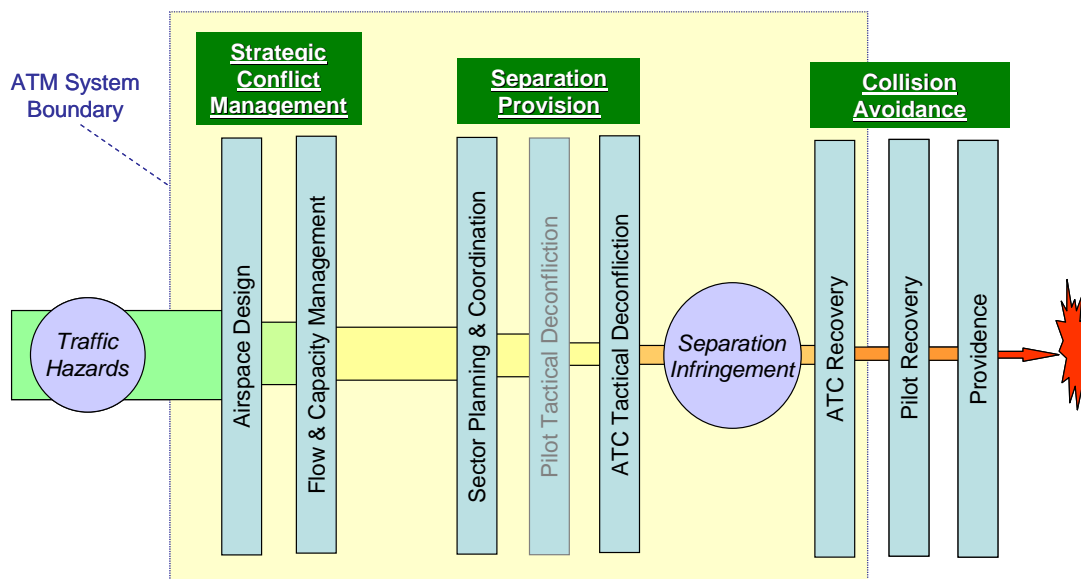 ATM System
Boundary
Strategic
Conflict
Management
Separation
Provision
Collision
Avoidance
Traffic
Hazards
Airspace Design
Flow & Capacity Management
Sector Planning & Coordination
Pilot Tactical Deconfliction
ATC Tactical Deconfliction
Separation
Infringement
ATC Recovery
Pilot Recovery
Providence